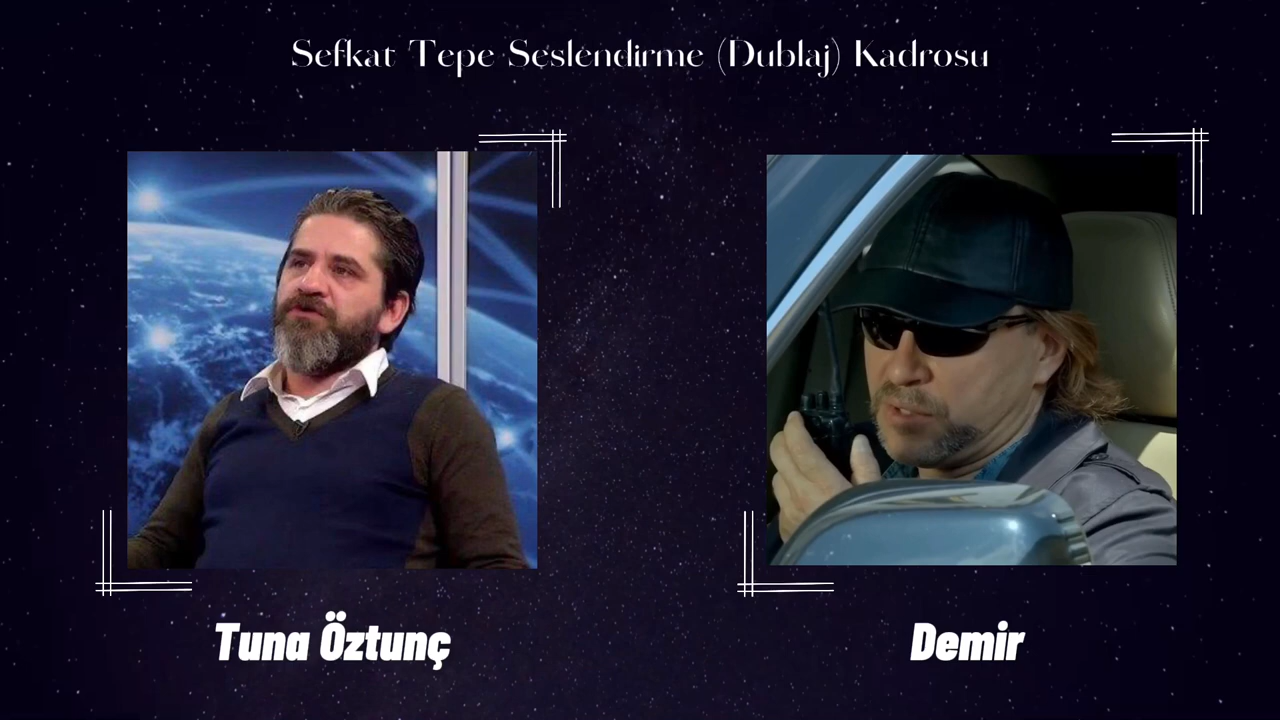 Sefkat Tepe Seslendirme (Dublaj) Kadrosu
Tuna Öztunç
Demir